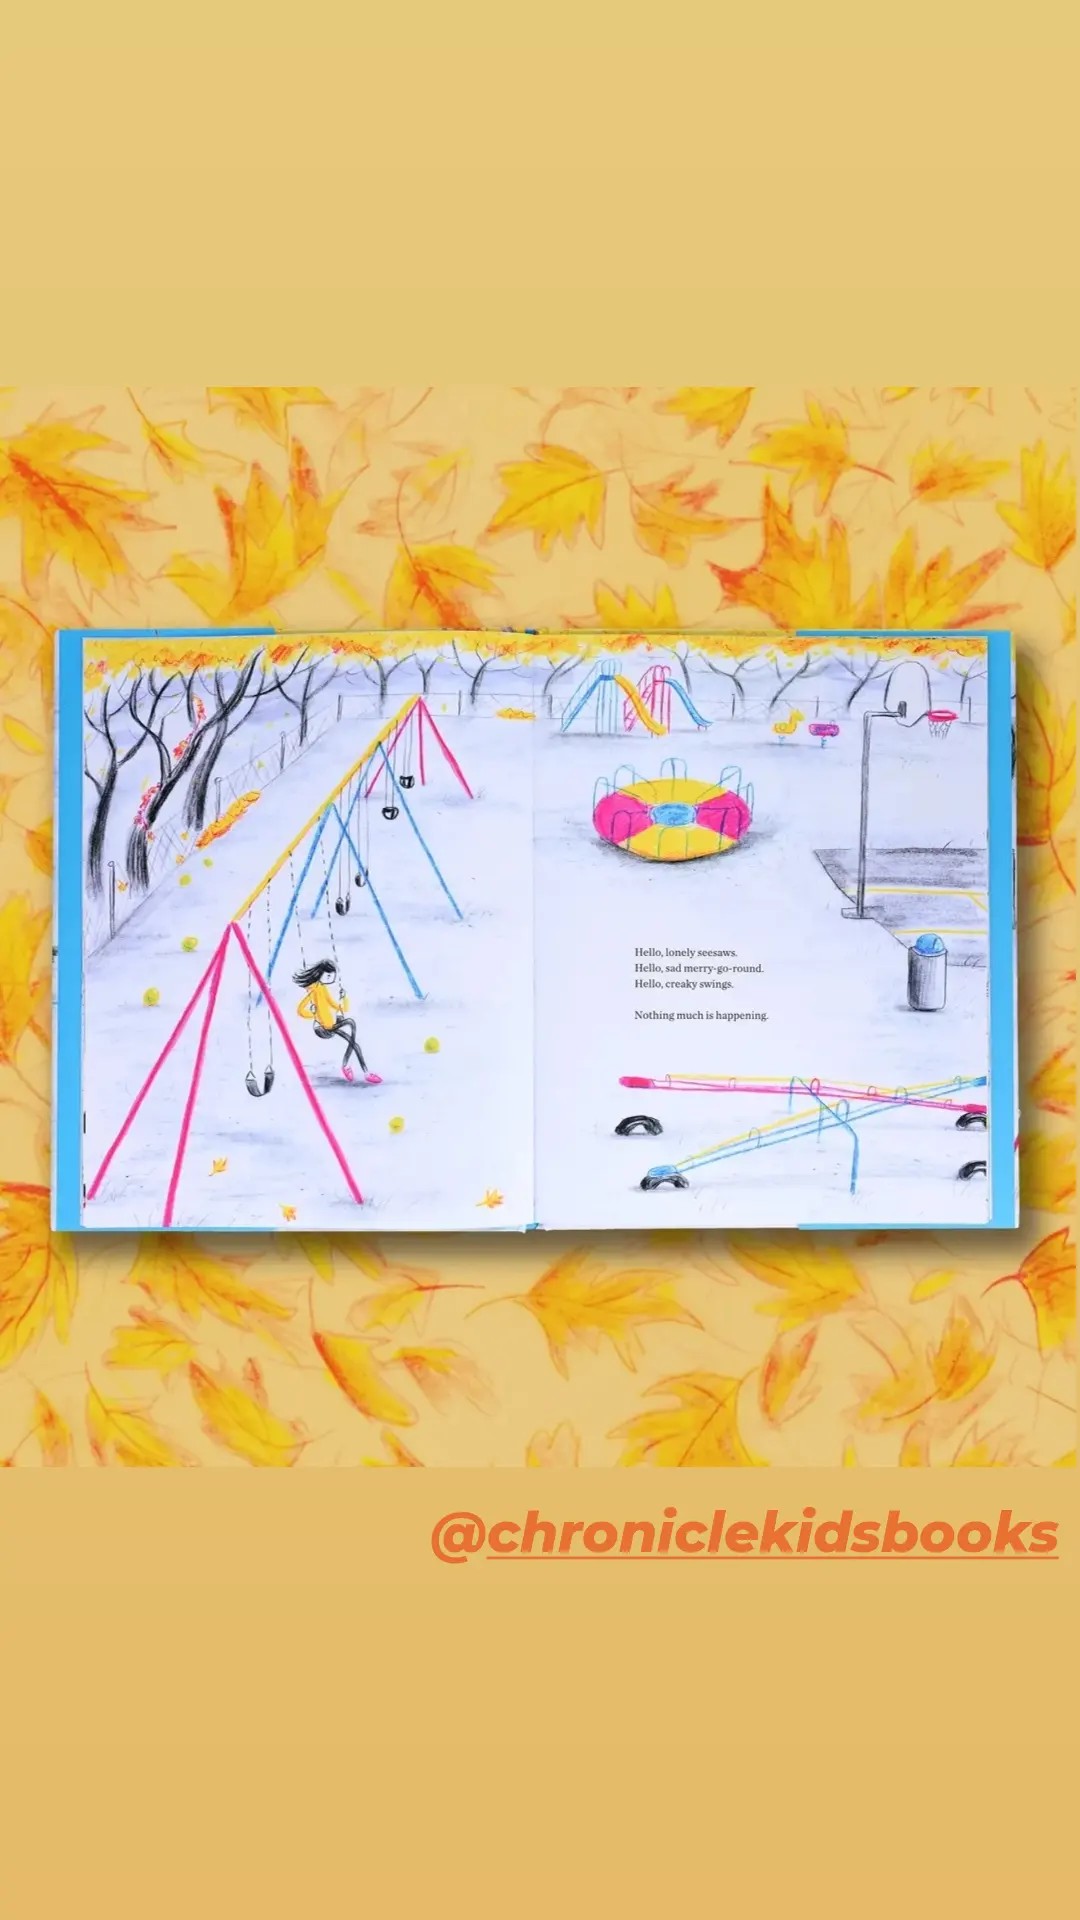 Hello, lonely seesaws.
Hello, sad merry-go-round.
Hello, creaky swings.
Nothing much is happening.
@chroniclekidsbooks